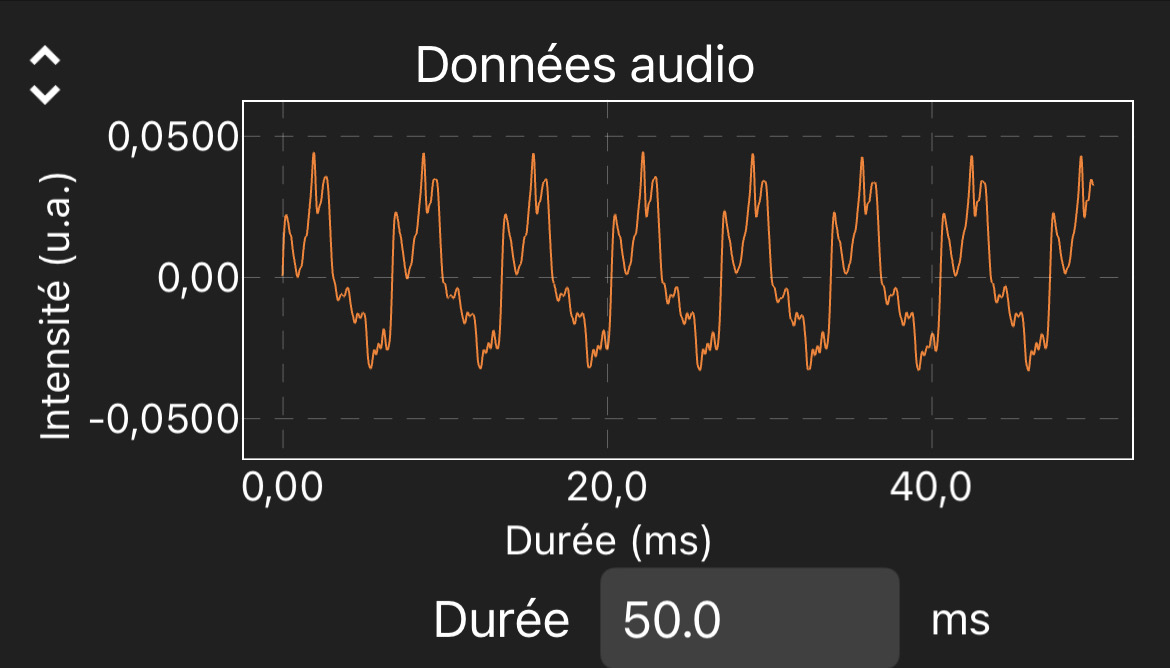 Données audio
0,0500
0,00
-0,0500
Intensité (u.a.)
0,00 20,0 40,0
Durée (ms)
Durée 50.0 ms